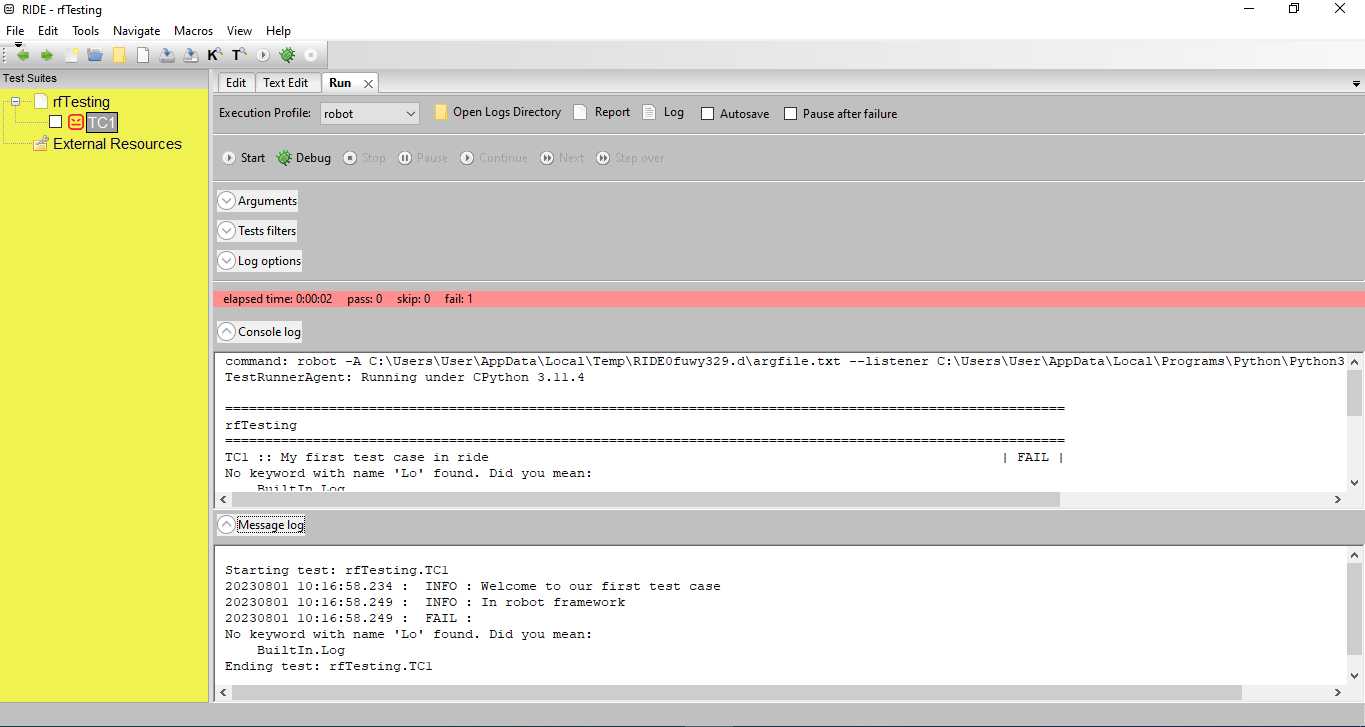 RIDE - rfTesting
File Edit Tools Navigate Macros View Help
K T
Test Suites
rfTesting
TC1
External Resources
Edit Text Edit Run
Execution Profile: robot Open Logs Directory Report Log Autosave Pause after failure
Start Debug Stop Pause Continue Next Step over
Arguments
Tests filters
Log options
elapsed time: 0:00:02 pass: 0 skip: 0 fail: 1
Console log
command: robot -A C:\Users\User\AppData\Local\Temp\RIDE0fuwy329.d\argfile.txt --listener C:\Users\User\AppData\Local\Programs\Python\Python3
TestRunnerAgent: Running under CPython 3.11.4
==============================================================================
rfTesting
==============================================================================
TC1 :: My first test case in ride | FAIL |
No keyword with name 'Lo' found. Did you mean:
BuiltIn.Log
Message log
Starting test: rfTesting.TC1
20230801 10:16:58.234 : INFO : Welcome to our first test case
20230801 10:16:58.249 : INFO : In robot framework
20230801 10:16:58.249 : FAIL :
No keyword with name 'Lo' found. Did you mean:
BuiltIn.Log
Ending test: rfTesting.TC1